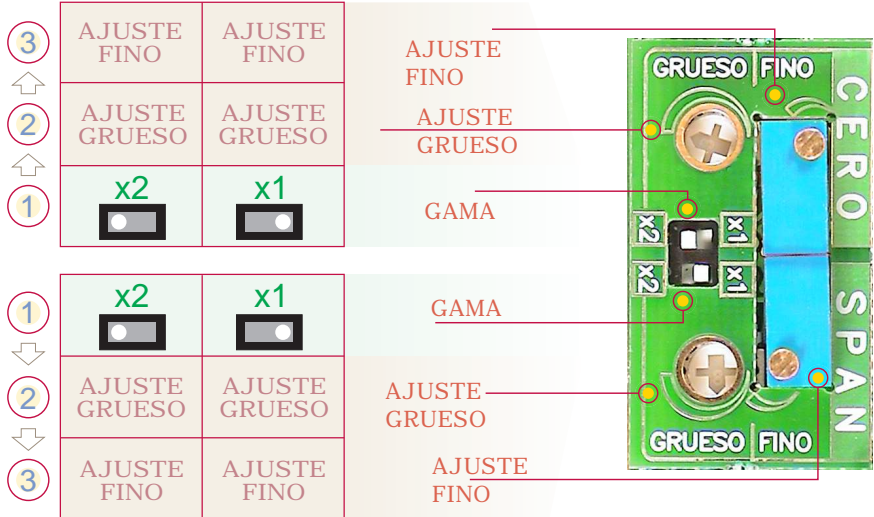 3
AJUSTE FINO
AJUSTE FINO
AJUSTE FINO
2
AJUSTE GRUESO
AJUSTE GRUESO
AJUSTE GRUESO
1
x2
x1
GAMA
1
x2
x1
GAMA
2
AJUSTE GRUESO
AJUSTE GRUESO
AJUSTE GRUESO
3
AJUSTE FINO
AJUSTE FINO
AJUSTE FINO
GRUESO FINO
CERO
x2
x1
x2
x1
SPAN
GRUESO FINO